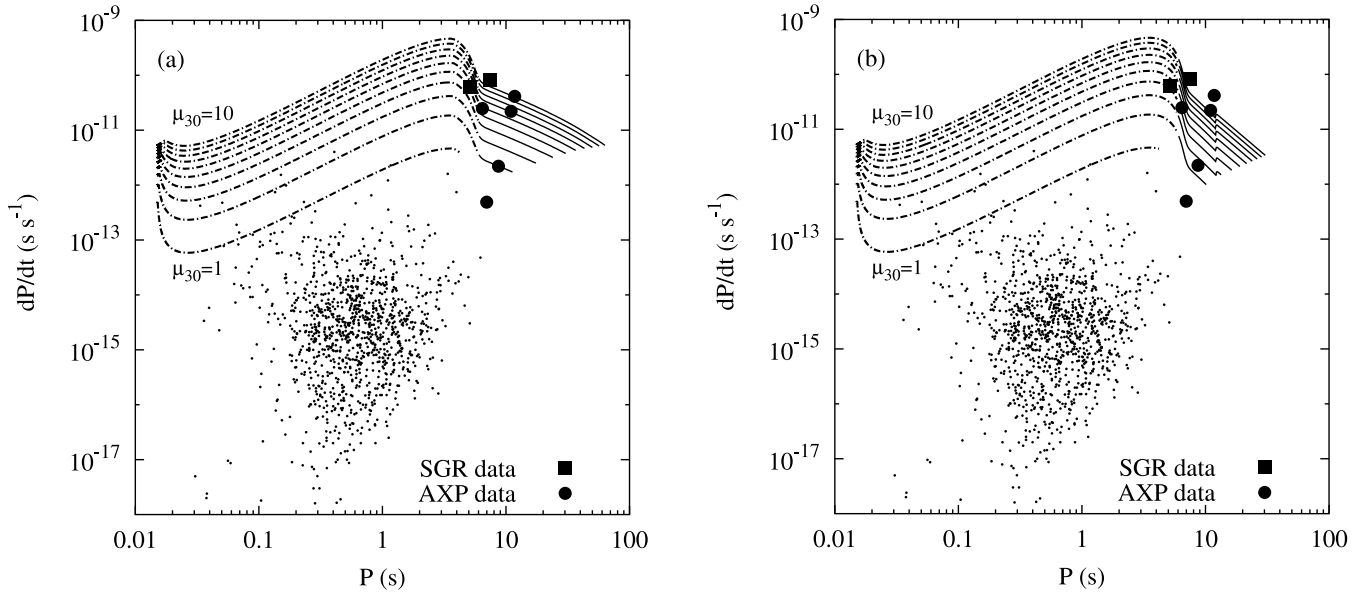 (a)
dP/dt (s s⁻¹)
10⁻⁹
10⁻¹¹
10⁻¹³
10⁻¹⁵
10⁻¹⁷
μ₃₀=10
μ₃₀=1
SGR data
AXP data
0.01 0.1 1 10 100
P (s)
(b)
dP/dt (s s⁻¹)
10⁻⁹
10⁻¹¹
10⁻¹³
10⁻¹⁵
10⁻¹⁷
μ₃₀=10
μ₃₀=1
SGR data
AXP data
0.01 0.1 1 10 100
P (s)